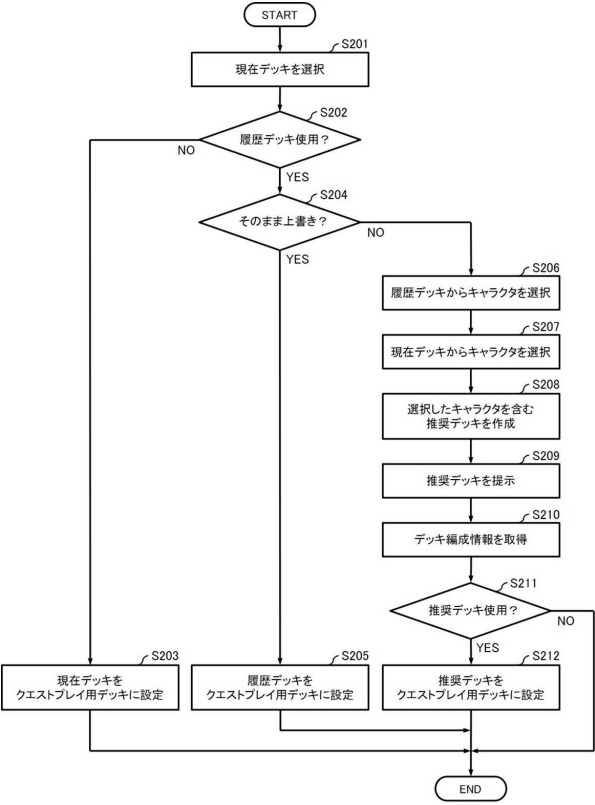 START
S201
現在デッキを選択
S202
履歴デッキ使用？
NO
YES
S204
そのまま上書き？
NO
YES
S206
履歴デッキからキャラクタを選択
S207
現在デッキからキャラクタを選択
S208
選択したキャラクタを含む
推奨デッキを作成
S209
推奨デッキを提示
S210
デッキ編成情報を取得
S211
推奨デッキ使用？
NO
YES
S203
現在デッキを
クエストプレイ用デッキに設定
S205
履歴デッキを
クエストプレイ用デッキに設定
S212
推奨デッキを
クエストプレイ用デッキに設定
END